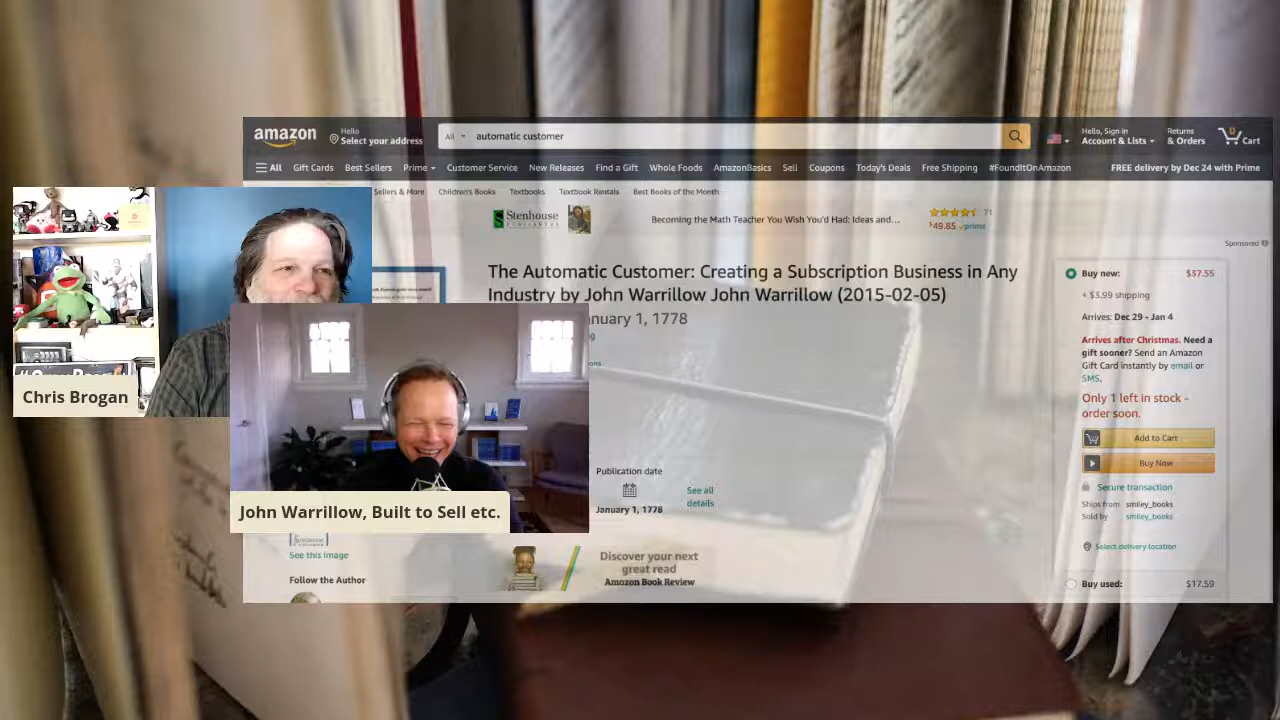 amazon
Hello
Select your address
All
automatic customer
Hello, Sign in
Account & Lists
Returns
& Orders
0
Cart
All
Gift Cards
Best Sellers
Prime
Customer Service
New Releases
Find a Gift
Whole Foods
AmazonBasics
Sell
Coupons
Today's Deals
Free Shipping
#FoundItOnAmazon
FREE delivery by Dec 24 with Prime
Sellers & More
Children's Books
Textbooks
Textbook Rentals
Best Books of the Month
Stenhouse
PUBLISHERS
Becoming the Math Teacher You Wish You'd Had: Ideas and...
71
$49.85 prime
Sponsored
The Automatic Customer: Creating a Subscription Business in Any
Industry by John Warrillow John Warrillow (2015-02-05)
nuary 1, 1778
Buy new:
$37.55
+ $3.99 shipping
Arrives: Dec 29 - Jan 4
Arrives after Christmas. Need a
gift sooner? Send an Amazon
Gift Card instantly by email or
SMS.
Only 1 left in stock -
order soon.
Add to Cart
Buy Now
Secure transaction
Ships from smiley_books
Sold by smiley_books
Select delivery location
Buy used:
$17.59
Chris Brogan
John Warrillow, Built to Sell etc.
Publication date
January 1, 1778
See all
details
See this image
Follow the Author
Discover your next
great read
Amazon Book Review